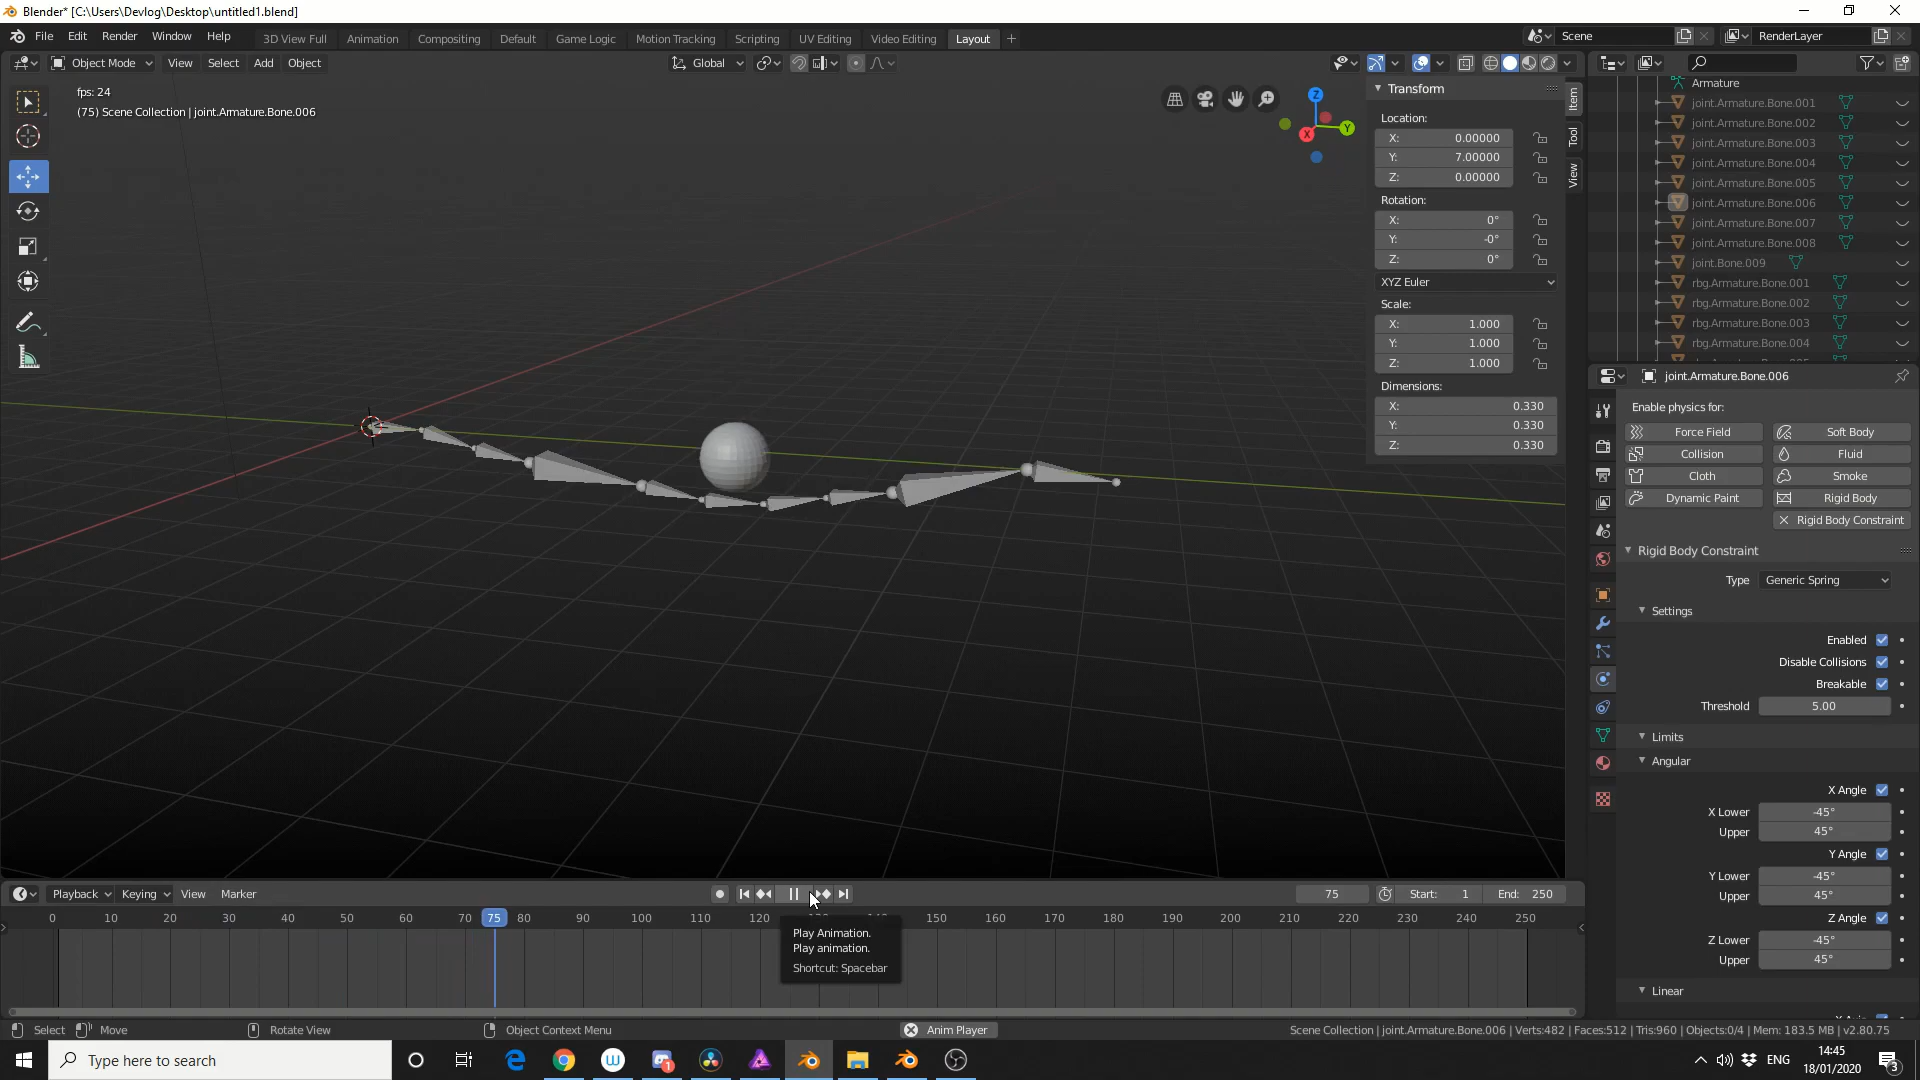 Blender* [C:\Users\Devlog\Desktop\untitled1.blend]
File Edit Render Window Help
3D View Full Animation Compositing Default Game Logic Motion Tracking Scripting UV Editing Video Editing Layout +
Scene
RenderLayer
Object Mode View Select Add Object
Global
fps: 24
(75) Scene Collection | joint.Armature.Bone.006
Z
Y
X
Transform
Location:
X: 0.00000
Y: 7.00000
Z: 0.00000
Rotation:
X: 0°
Y: -0°
Z: 0°
XYZ Euler
Scale:
X: 1.000
Y: 1.000
Z: 1.000
Dimensions:
X: 0.330
Y: 0.330
Z: 0.330
Item
Tool
View
Armature
joint.Armature.Bone.001
joint.Armature.Bone.002
joint.Armature.Bone.003
joint.Armature.Bone.004
joint.Armature.Bone.005
joint.Armature.Bone.006
joint.Armature.Bone.007
joint.Armature.Bone.008
joint.Bone.009
rbg.Armature.Bone.001
rbg.Armature.Bone.002
rbg.Armature.Bone.003
rbg.Armature.Bone.004
joint.Armature.Bone.006
Enable physics for:
Force Field Soft Body
Collision Fluid
Cloth Smoke
Dynamic Paint Rigid Body
Rigid Body Constraint
Rigid Body Constraint
Type Generic Spring
Settings
Enabled
Disable Collisions
Breakable
Threshold 5.00
Limits
Angular
X Angle
X Lower -45°
Upper 45°
Y Angle
Y Lower -45°
Upper 45°
Z Angle
Z Lower -45°
Upper 45°
Linear
Playback Keying View Marker
75 Start: 1 End: 250
0 10 20 30 40 50 60 70 75 80 90 100 110 120 130 140 150 160 170 180 190 200 210 220 230 240 250
Play Animation.
Play animation.
Shortcut: Spacebar
Select Move Rotate View Object Context Menu Anim Player
Scene Collection | joint.Armature.Bone.006 | Verts:482 | Faces:512 | Tris:960 | Objects:0/4 | Mem: 183.5 MB | v2.80.75
Type here to search
1
ENG
14:45
18/01/2020
3